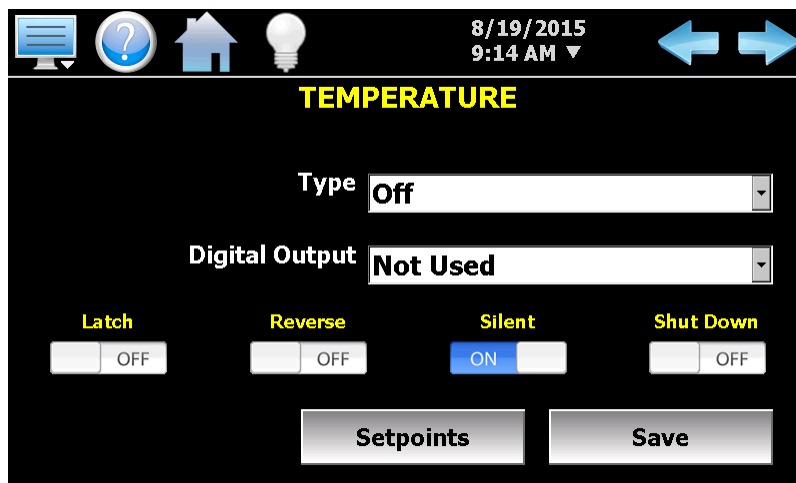 8/19/2015
9:14 AM ▼
TEMPERATURE
Type Off
Digital Output Not Used
Latch Reverse Silent Shut Down
OFF OFF ON OFF
Setpoints Save